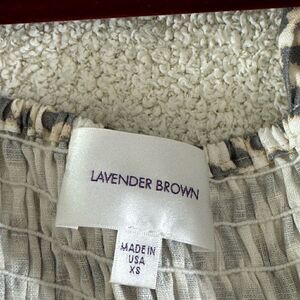 LAVENDER BROWN
MADE IN
USA
XS